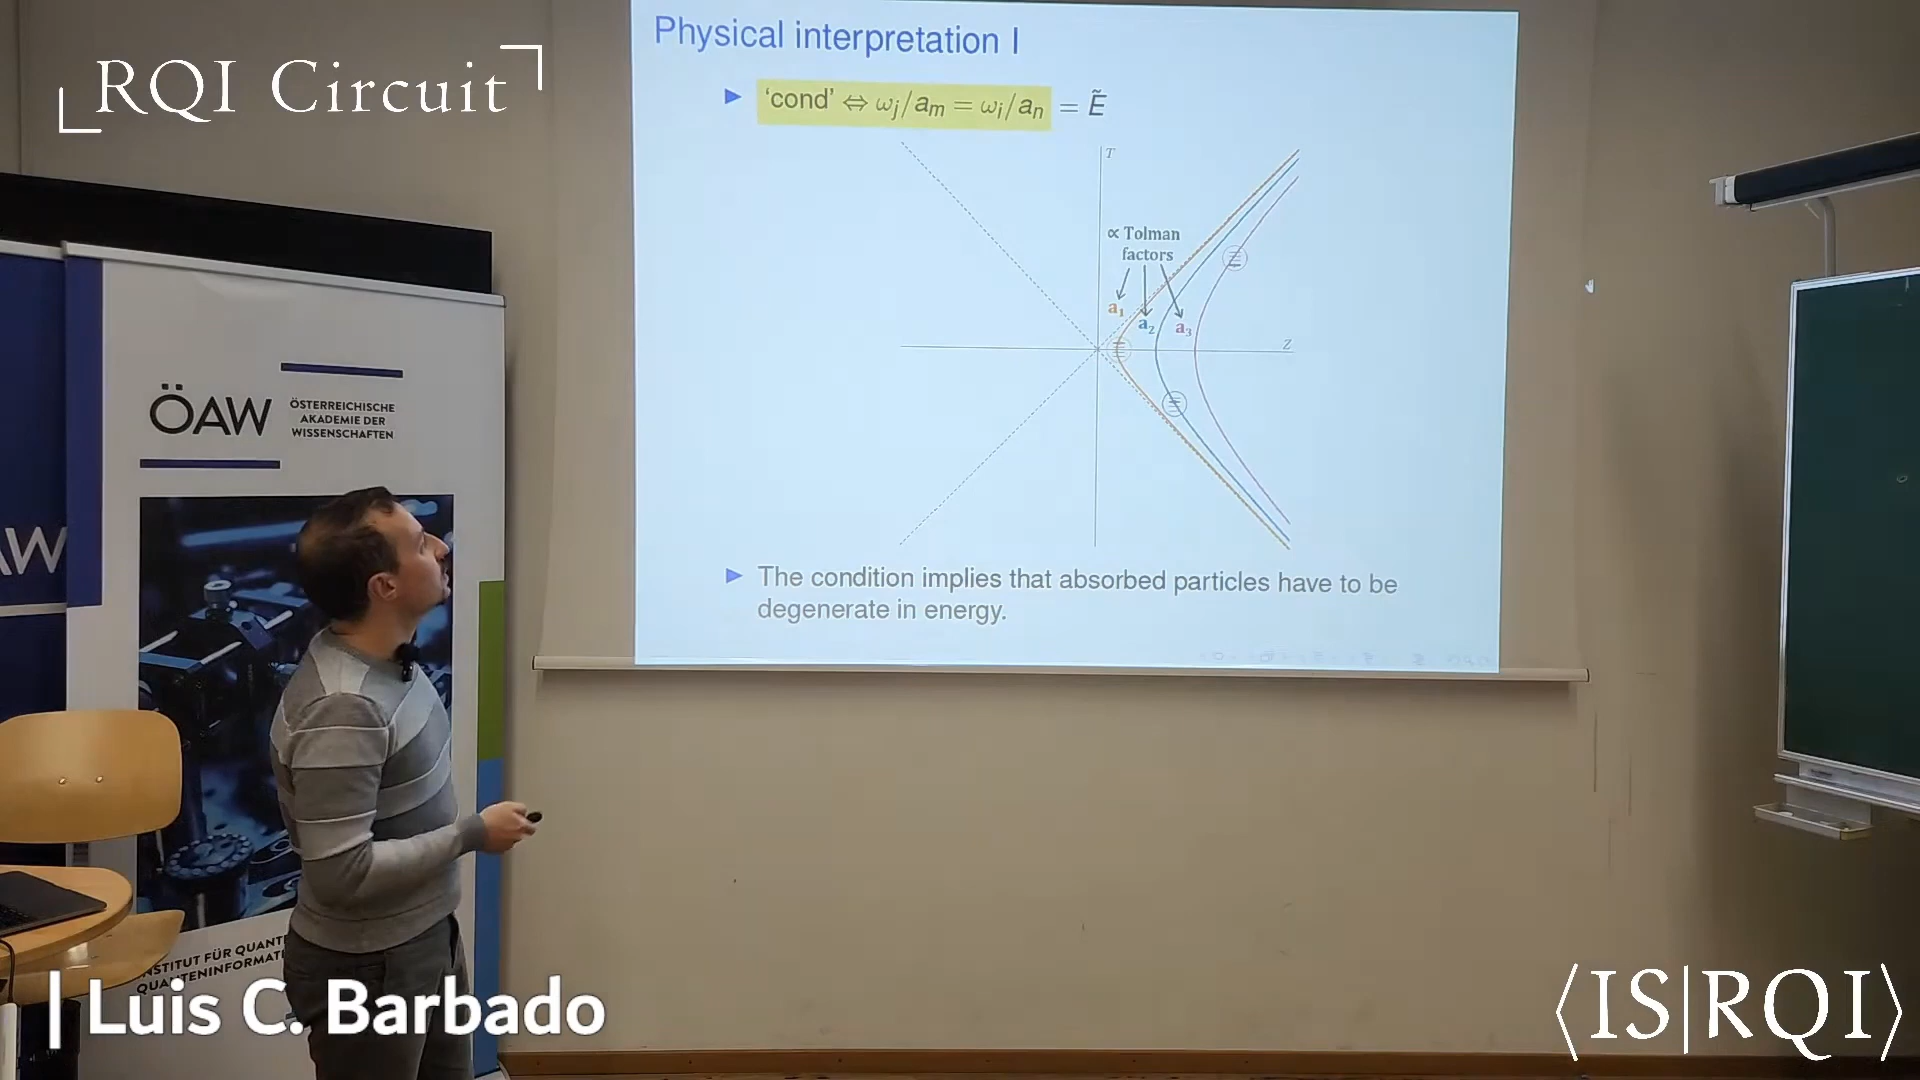 RQI Circuit
Physical interpretation I
'cond' ⇔ ωj/am = ωi/an = Ẽ
T
∝ Tolman
factors
a1
a2
a3
Z
The condition implies that absorbed particles have to be
degenerate in energy.
ÖAW
ÖSTERREICHISCHE
AKADEMIE DER
WISSENSCHAFTEN
AW
INSTITUT FÜR QUANT
QUANTENINFORMATI
| Luis C. Barbado
⟨IS|RQI⟩